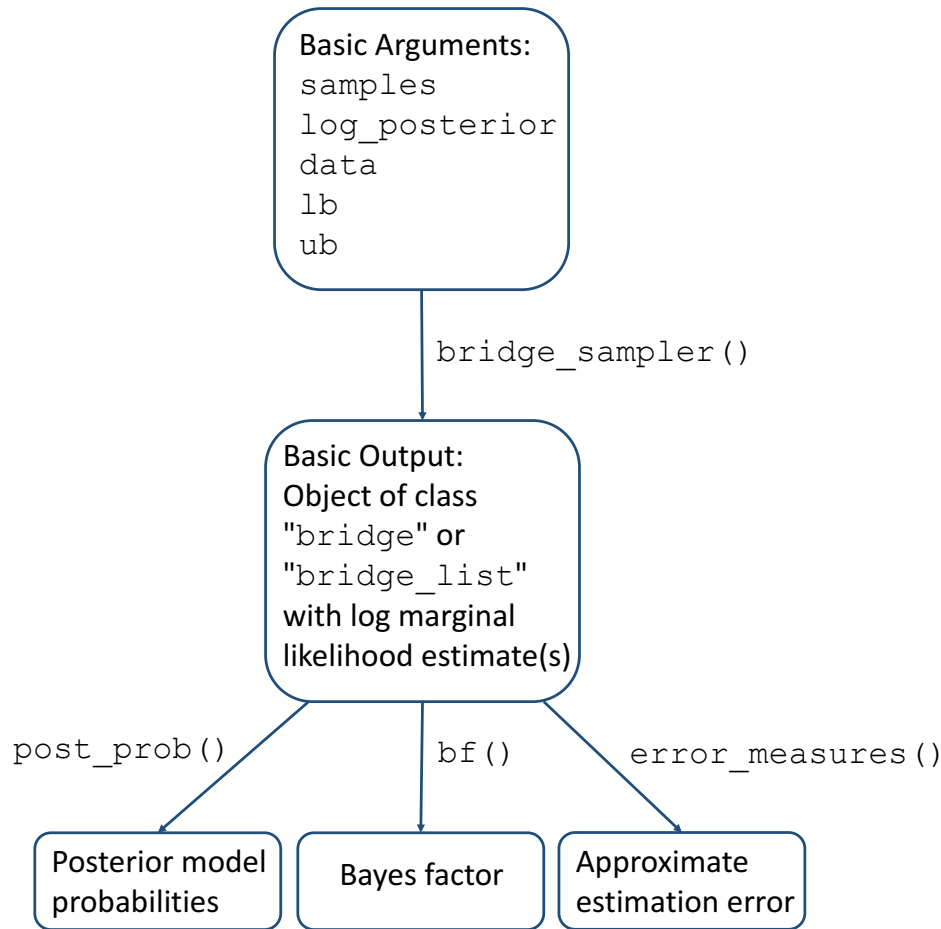 Basic Arguments:
samples
log_posterior
data
lb
ub
bridge_sampler()
Basic Output:
Object of class
"bridge" or
"bridge_list"
with log marginal
likelihood estimate(s)
post_prob()
bf()
error_measures()
Posterior model
probabilities
Bayes factor
Approximate
estimation error